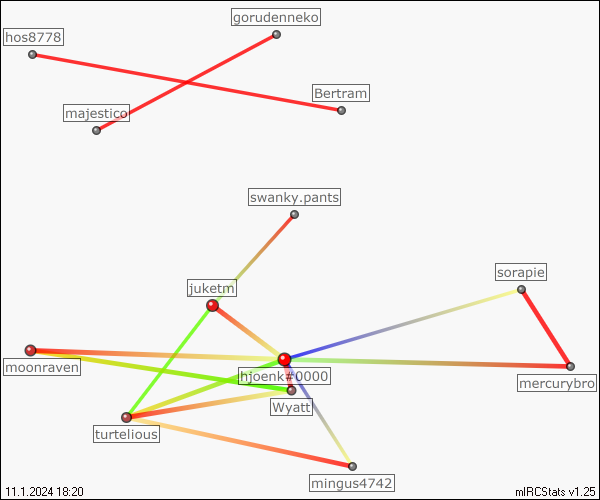 gorudenneko
hos8778
Bertram
majestico
swanky.pants
sorapie
juketm
moonraven
hjoenk#0000
mercurybro
Wyatt
turtelious
mingus4742
11.1.2024 18:20
mIRCStats v1.25